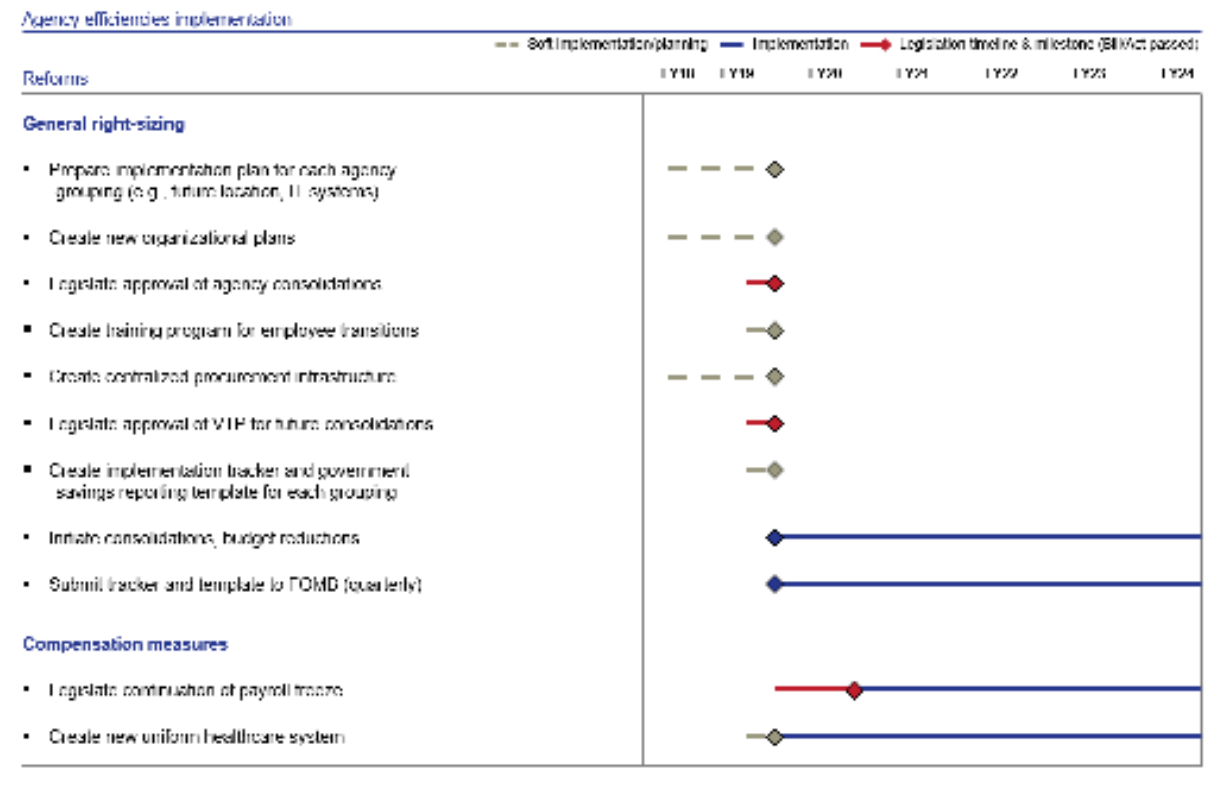 Agency efficiencies implementation
Soft implementation/planning Implementation Legislation timeline & milestone (Bill/Act passed)
Reforms FY18 FY19 FY20 FY21 FY22 FY23 FY24
General right-sizing
▪ Prepare implementation plan for each agency
grouping (e.g., future location, IT systems)
▪ Create new organizational plans
▪ Legislate approval of agency consolidations
▪ Create training program for employee transitions
▪ Create centralized procurement infrastructure
▪ Legislate approval of VTP for future consolidations
▪ Create implementation tracker and government
savings reporting template for each grouping
▪ Initiate consolidations, budget reductions
▪ Submit tracker and template to FOMB (quarterly)
Compensation measures
▪ Legislate continuation of payroll freeze
▪ Create new uniform healthcare system